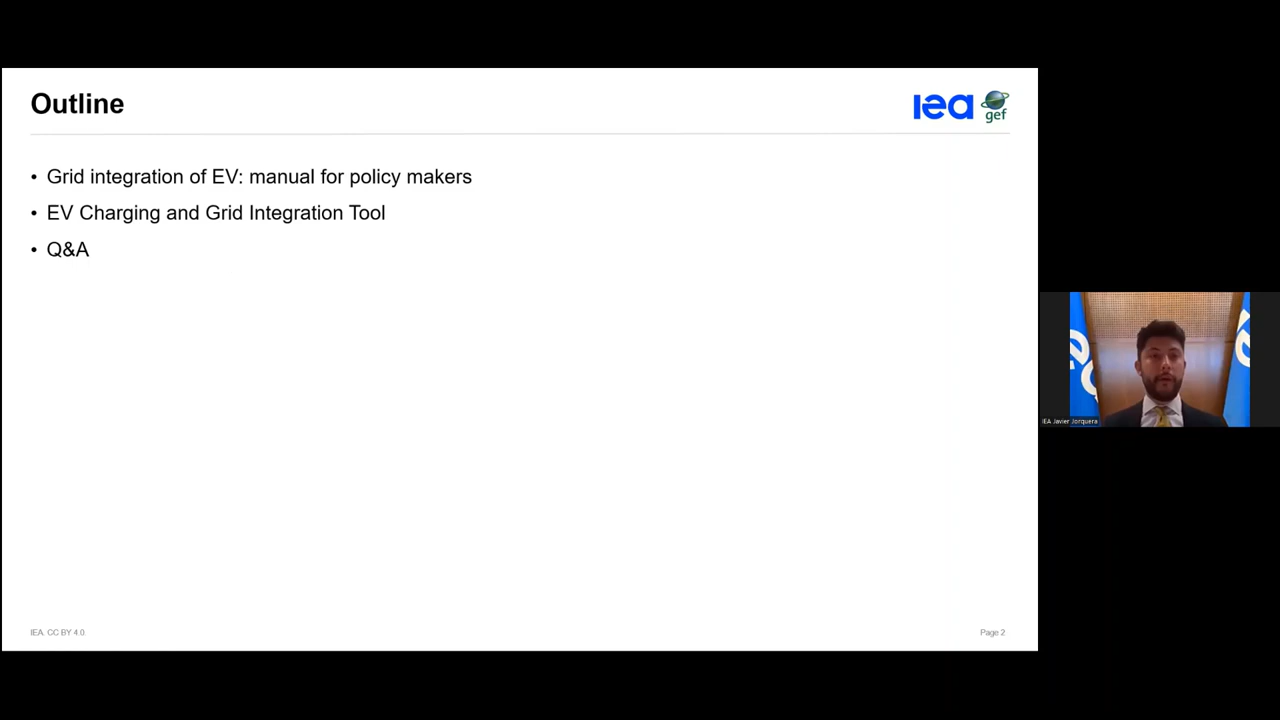 Outline
iea
gef
• Grid integration of EV: manual for policy makers
• EV Charging and Grid Integration Tool
• Q&A
IEA Javier Jorquera
IEA. CC BY 4.0.
Page 2